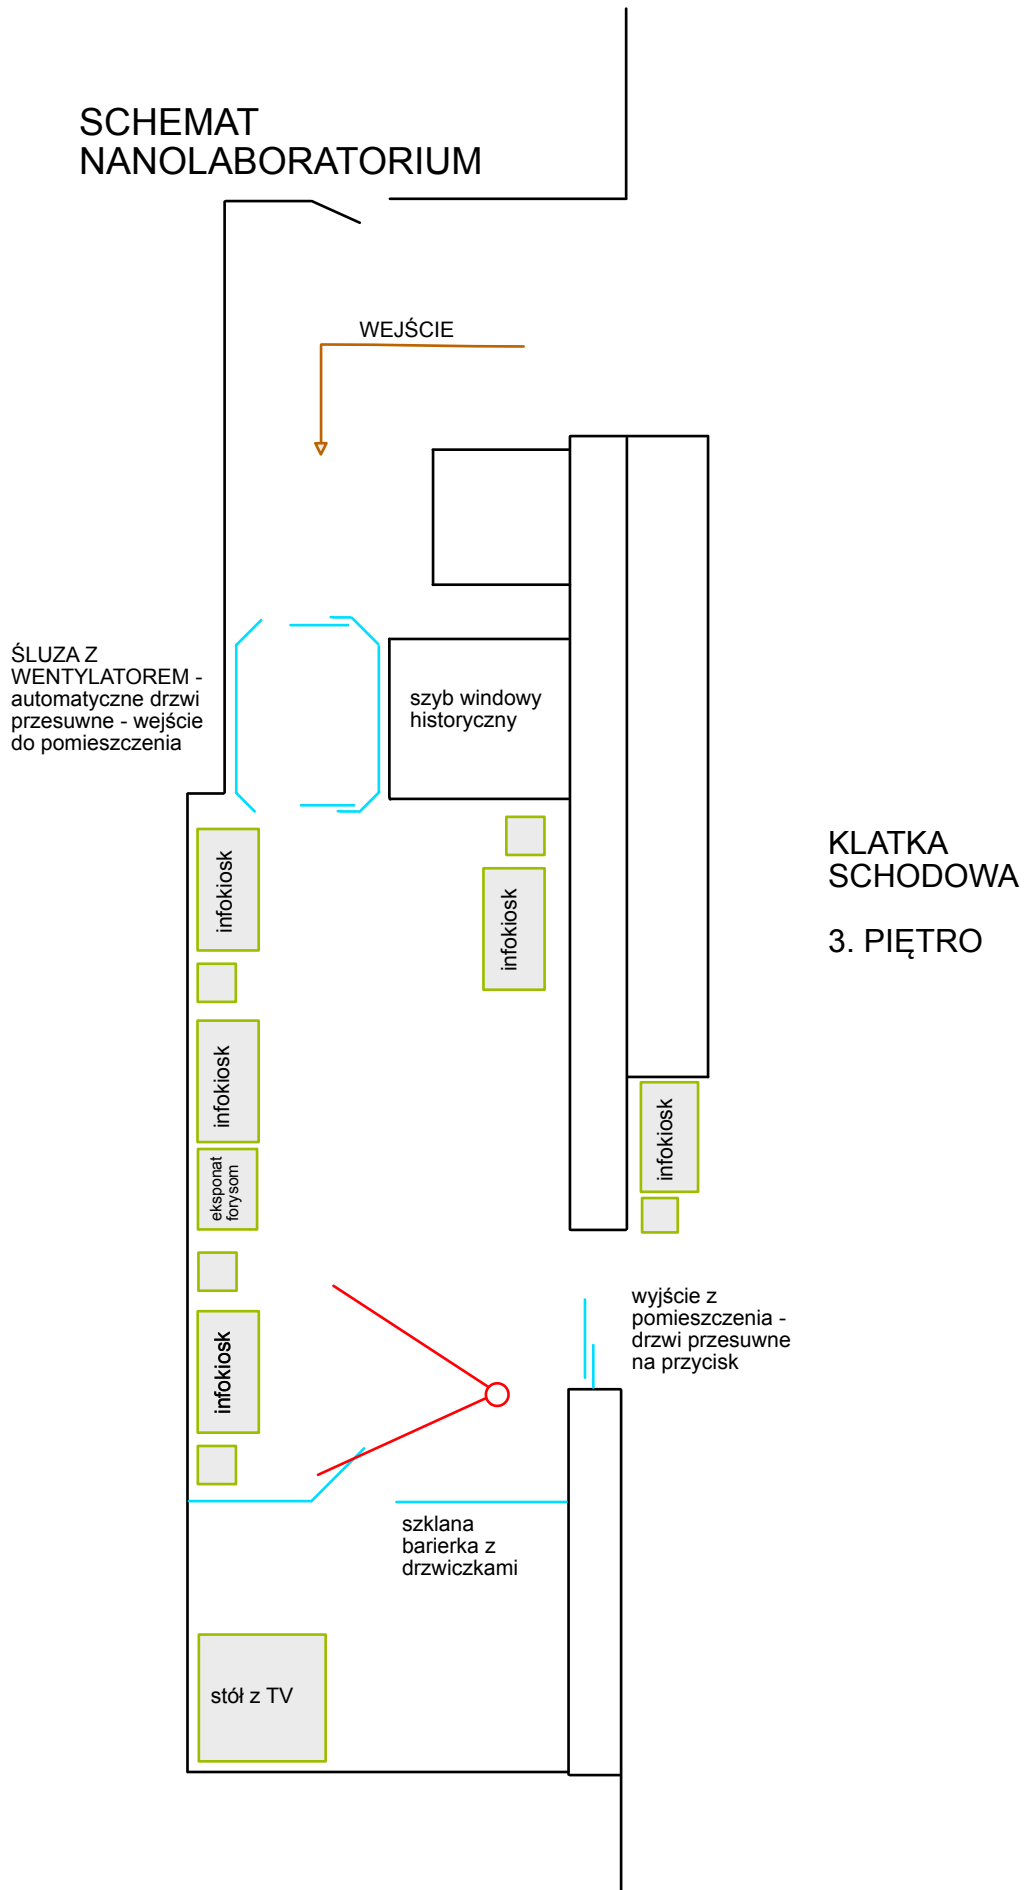 SCHEMAT
NANOLABORATORIUM
WEJŚCIE
ŚLUZA Z
WENTYLATOREM -
automatyczne drzwi
przesuwne - wejście
do pomieszczenia
szyb windowy
historyczny
KLATKA
SCHODOWA
3. PIĘTRO
infokiosk
infokiosk
infokiosk
eksponat
forysom
infokiosk
infokiosk
wyjście z
pomieszczenia -
drzwi przesuwne
na przycisk
szklana
barierka z
drzwiczkami
stół z TV